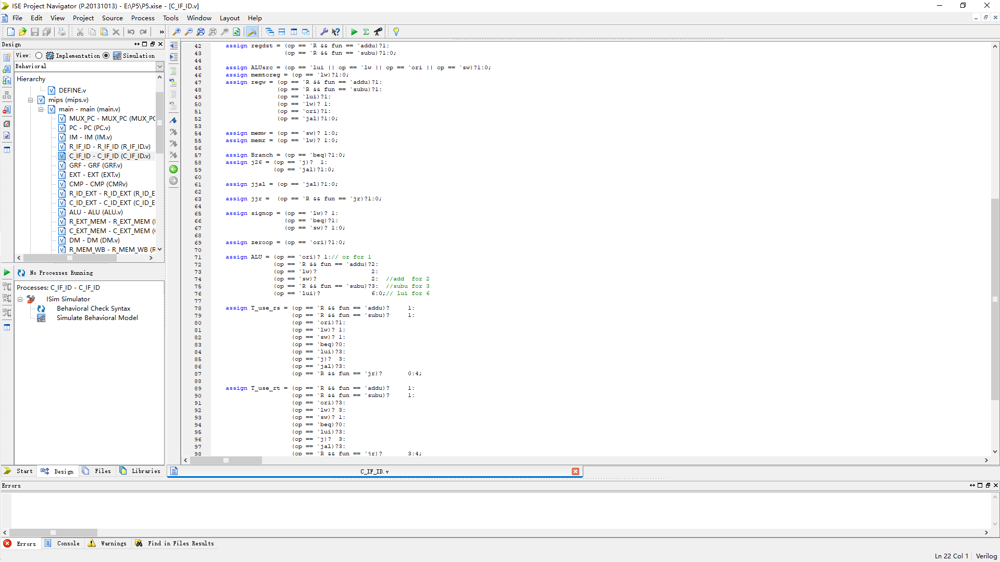 ISE Project Navigator (P.20131013) - E:\P5\P5.xise - [C_IF_ID.v]
File Edit View Project Source Process Tools Window Layout Help
Design
View: Implementation Simulation
Behavioral
Hierarchy
DEFINE.v
mips (mips.v)
main - main (main.v)
MUX_PC - MUX_PC (MUX_PC
PC - PC (PC.v)
IM - IM (IM.v)
R_IF_ID - R_IF_ID (R_IF_ID.v)
C_IF_ID - C_IF_ID (C_IF_ID.v)
GRF - GRF (GRF.v)
EXT - EXT (EXT.v)
CMP - CMP (CMP.v)
R_ID_EXT - R_ID_EXT (R_ID_E
C_ID_EXT - C_ID_EXT (C_ID_E
ALU - ALU (ALU.v)
R_EXT_MEM - R_EXT_MEM (
C_EXT_MEM - C_EXT_MEM (
DM - DM (DM.v)
R_MEM_WB - R_MEM_WB (R
No Processes Running
Processes: C_IF_ID - C_IF_ID
ISim Simulator
Behavioral Check Syntax
Simulate Behavioral Model
Start Design Files Libraries
42 assign regdst = (op == `R && fun == `addu)?1:
43 (op == `R && fun == `subu)?1:0;
44
45 assign ALUsrc = (op == `lui || op == `lw || op == `ori || op == `sw)?1:0;
46 assign memtoreg = (op == `lw)?1:0;
47 assign regw = (op == `R && fun == `addu)?1:
48 (op == `R && fun == `subu)?1:
49 (op == `lui)?1:
50 (op == `lw)? 1:
51 (op == `ori)?1:
52 (op == `jal)?1:0;
53
54 assign memw = (op == `sw)? 1:0;
55 assign memr = (op == `lw)? 1:0;
56
57 assign Branch = (op == `beq)?1:0;
58 assign j26 = (op == `j)? 1:
59 (op == `jal)?1:0;
60
61 assign jjal = (op == `jal)?1:0;
62
63 assign jjr = (op == `R && fun == `jr)?1:0;
64
65 assign signop = (op == `lw)? 1:
66 (op == `beq)?1:
67 (op == `sw)? 1:0;
68
69 assign zeroop = (op == `ori)?1:0;
70
71 assign ALU = (op == `ori)? 1:// or for 1
72 (op == `R && fun == `addu)?2:
73 (op == `lw)? 2:
74 (op == `sw)? 2: //add for 2
75 (op == `R && fun == `subu)?3: //subu for 3
76 (op == `lui)? 6:0;// lui for 6
77
78 assign T_use_rs = (op == `R && fun == `addu)? 1:
79 (op == `R && fun == `subu)? 1:
80 (op == `ori)?1:
81 (op == `lw)? 1:
82 (op == `sw)? 1:
83 (op == `beq)?0:
84 (op == `lui)?3:
85 (op == `j)? 3:
86 (op == `jal)?3:
87 (op == `R && fun == `jr)? 0:4;
88
89 assign T_use_rt = (op == `R && fun == `addu)? 1:
90 (op == `R && fun == `subu)? 1:
91 (op == `ori)?3:
92 (op == `lw)? 3:
93 (op == `sw)? 1:
94 (op == `beq)?0:
95 (op == `lui)?3:
96 (op == `j)? 3:
97 (op == `jal)?3:
98 (op == `R && fun == `jr)? 3:4;
C_IF_ID.v
Errors
Errors Console Warnings Find in Files Results
Ln 22 Col 1 Verilog